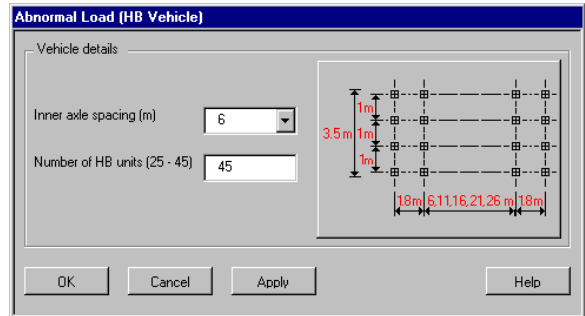 Abnormal Load (HB Vehicle)
Vehicle details
Inner axle spacing (m)
6
Number of HB units (25 - 45)
45
1m
3.5 m
1m
1m
1.8m
6,11,16,21,26 m
1.8m
OK
Cancel
Apply
Help